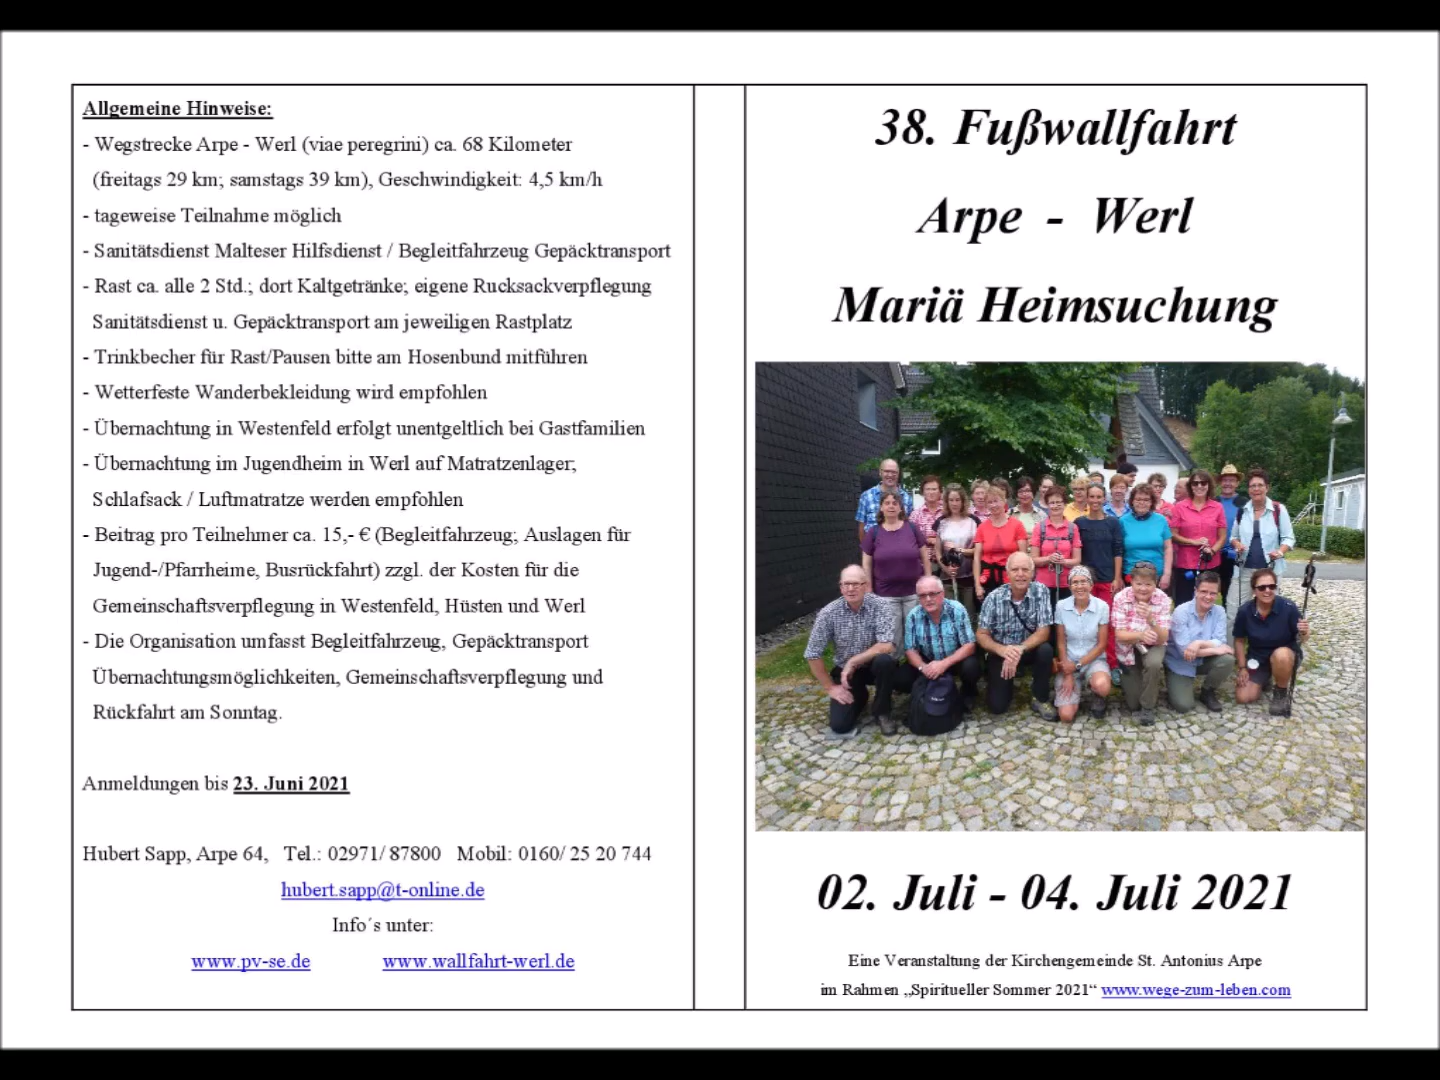 Allgemeine Hinweise:
- Wegstrecke Arpe - Werl (viae peregrini) ca. 68 Kilometer
(freitags 29 km; samstags 39 km), Geschwindigkeit: 4,5 km/h
- tageweise Teilnahme möglich
- Sanitätsdienst Malteser Hilfsdienst / Begleitfahrzeug Gepäcktransport
- Rast ca. alle 2 Std.; dort Kaltgetränke; eigene Rucksackverpflegung
Sanitätsdienst u. Gepäcktransport am jeweiligen Rastplatz
- Trinkbecher für Rast/Pausen bitte am Hosenbund mitführen
- Wetterfeste Wanderbekleidung wird empfohlen
- Übernachtung in Westenfeld erfolgt unentgeltlich bei Gastfamilien
- Übernachtung im Jugendheim in Werl auf Matratzenlager;
Schlafsack / Luftmatratze werden empfohlen
- Beitrag pro Teilnehmer ca. 15,- € (Begleitfahrzeug; Auslagen für
Jugend-/Pfarrheime, Busrückfahrt) zzgl. der Kosten für die
Gemeinschaftsverpflegung in Westenfeld, Hüsten und Werl
- Die Organisation umfasst Begleitfahrzeug, Gepäcktransport
Übernachtungsmöglichkeiten, Gemeinschaftsverpflegung und
Rückfahrt am Sonntag.
Anmeldungen bis 23. Juni 2021
Hubert Sapp, Arpe 64, Tel.: 02971/ 87800 Mobil: 0160/ 25 20 744
hubert.sapp@t-online.de
Info´s unter:
www.pv-se.de www.wallfahrt-werl.de
38. Fußwallfahrt
Arpe - Werl
Mariä Heimsuchung
02. Juli - 04. Juli 2021
Eine Veranstaltung der Kirchengemeinde St. Antonius Arpe
im Rahmen „Spiritueller Sommer 2021“ www.wege-zum-leben.com